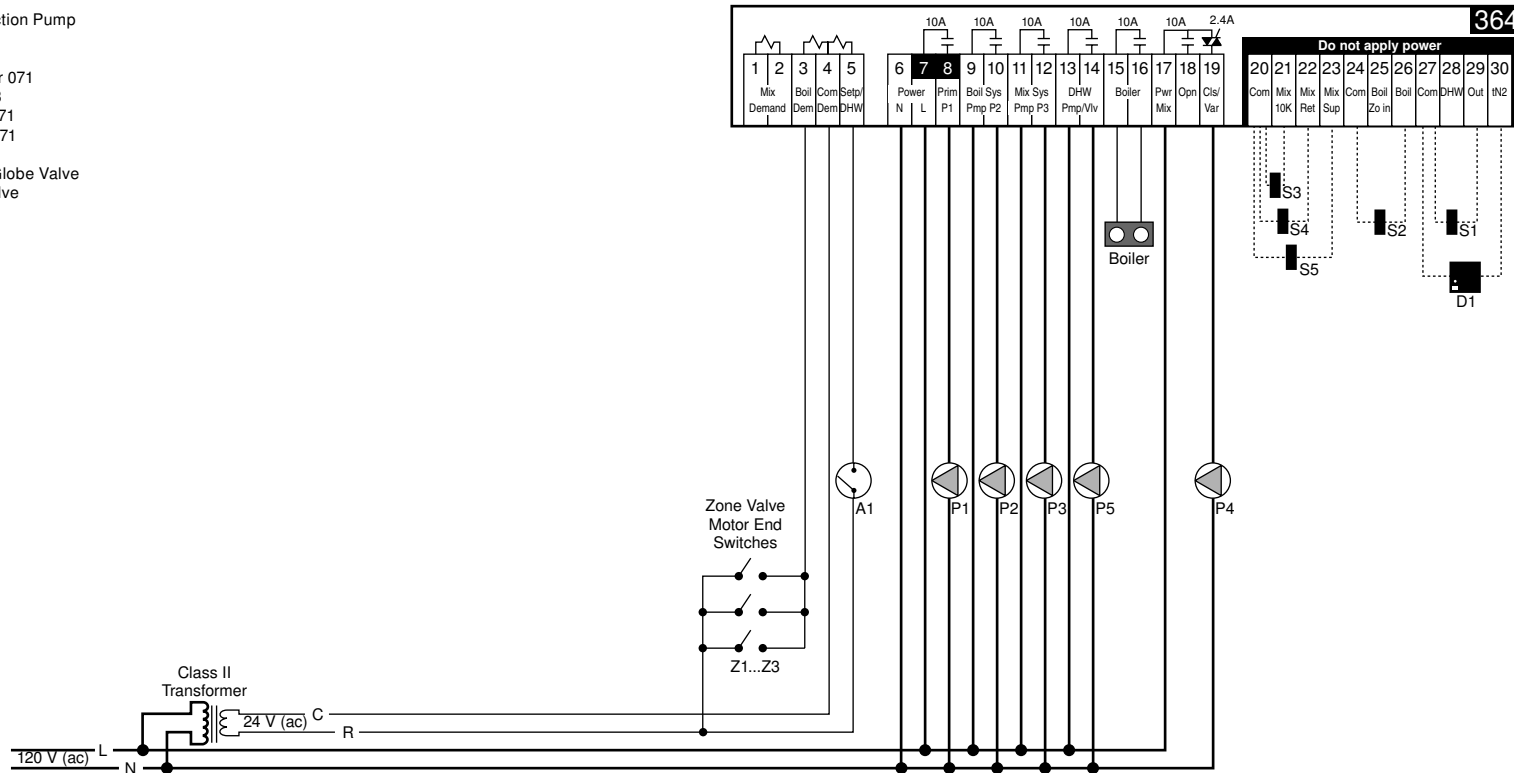 ction Pump
r 071
71
71
Globe Valve
lve
364
10A 10A 10A 10A 10A 10A 2.4A
Do not apply power
1 2 3 4 5 6 7 8 9 10 11 12 13 14 15 16 17 18 19 20 21 22 23 24 25 26 27 28 29 30
Mix Boil Com Setp/ Power Prim Boil Sys Mix Sys DHW Boiler Pwr Opn Cls/ Com Mix Mix Mix Com Boil Boil Com DHW Out tN2
Demand Dem Dem DHW N L P1 Pmp P2 Pmp P3 Pmp/Vlv Mix Var 10K Ret Sup Zo in
S3
S4 S2 S1
S5
Boiler
D1
A1 P1 P2 P3 P5 P4
Zone Valve
Motor End
Switches
Z1...Z3
Class II
Transformer
24 V (ac) C
R
120 V (ac) L
N